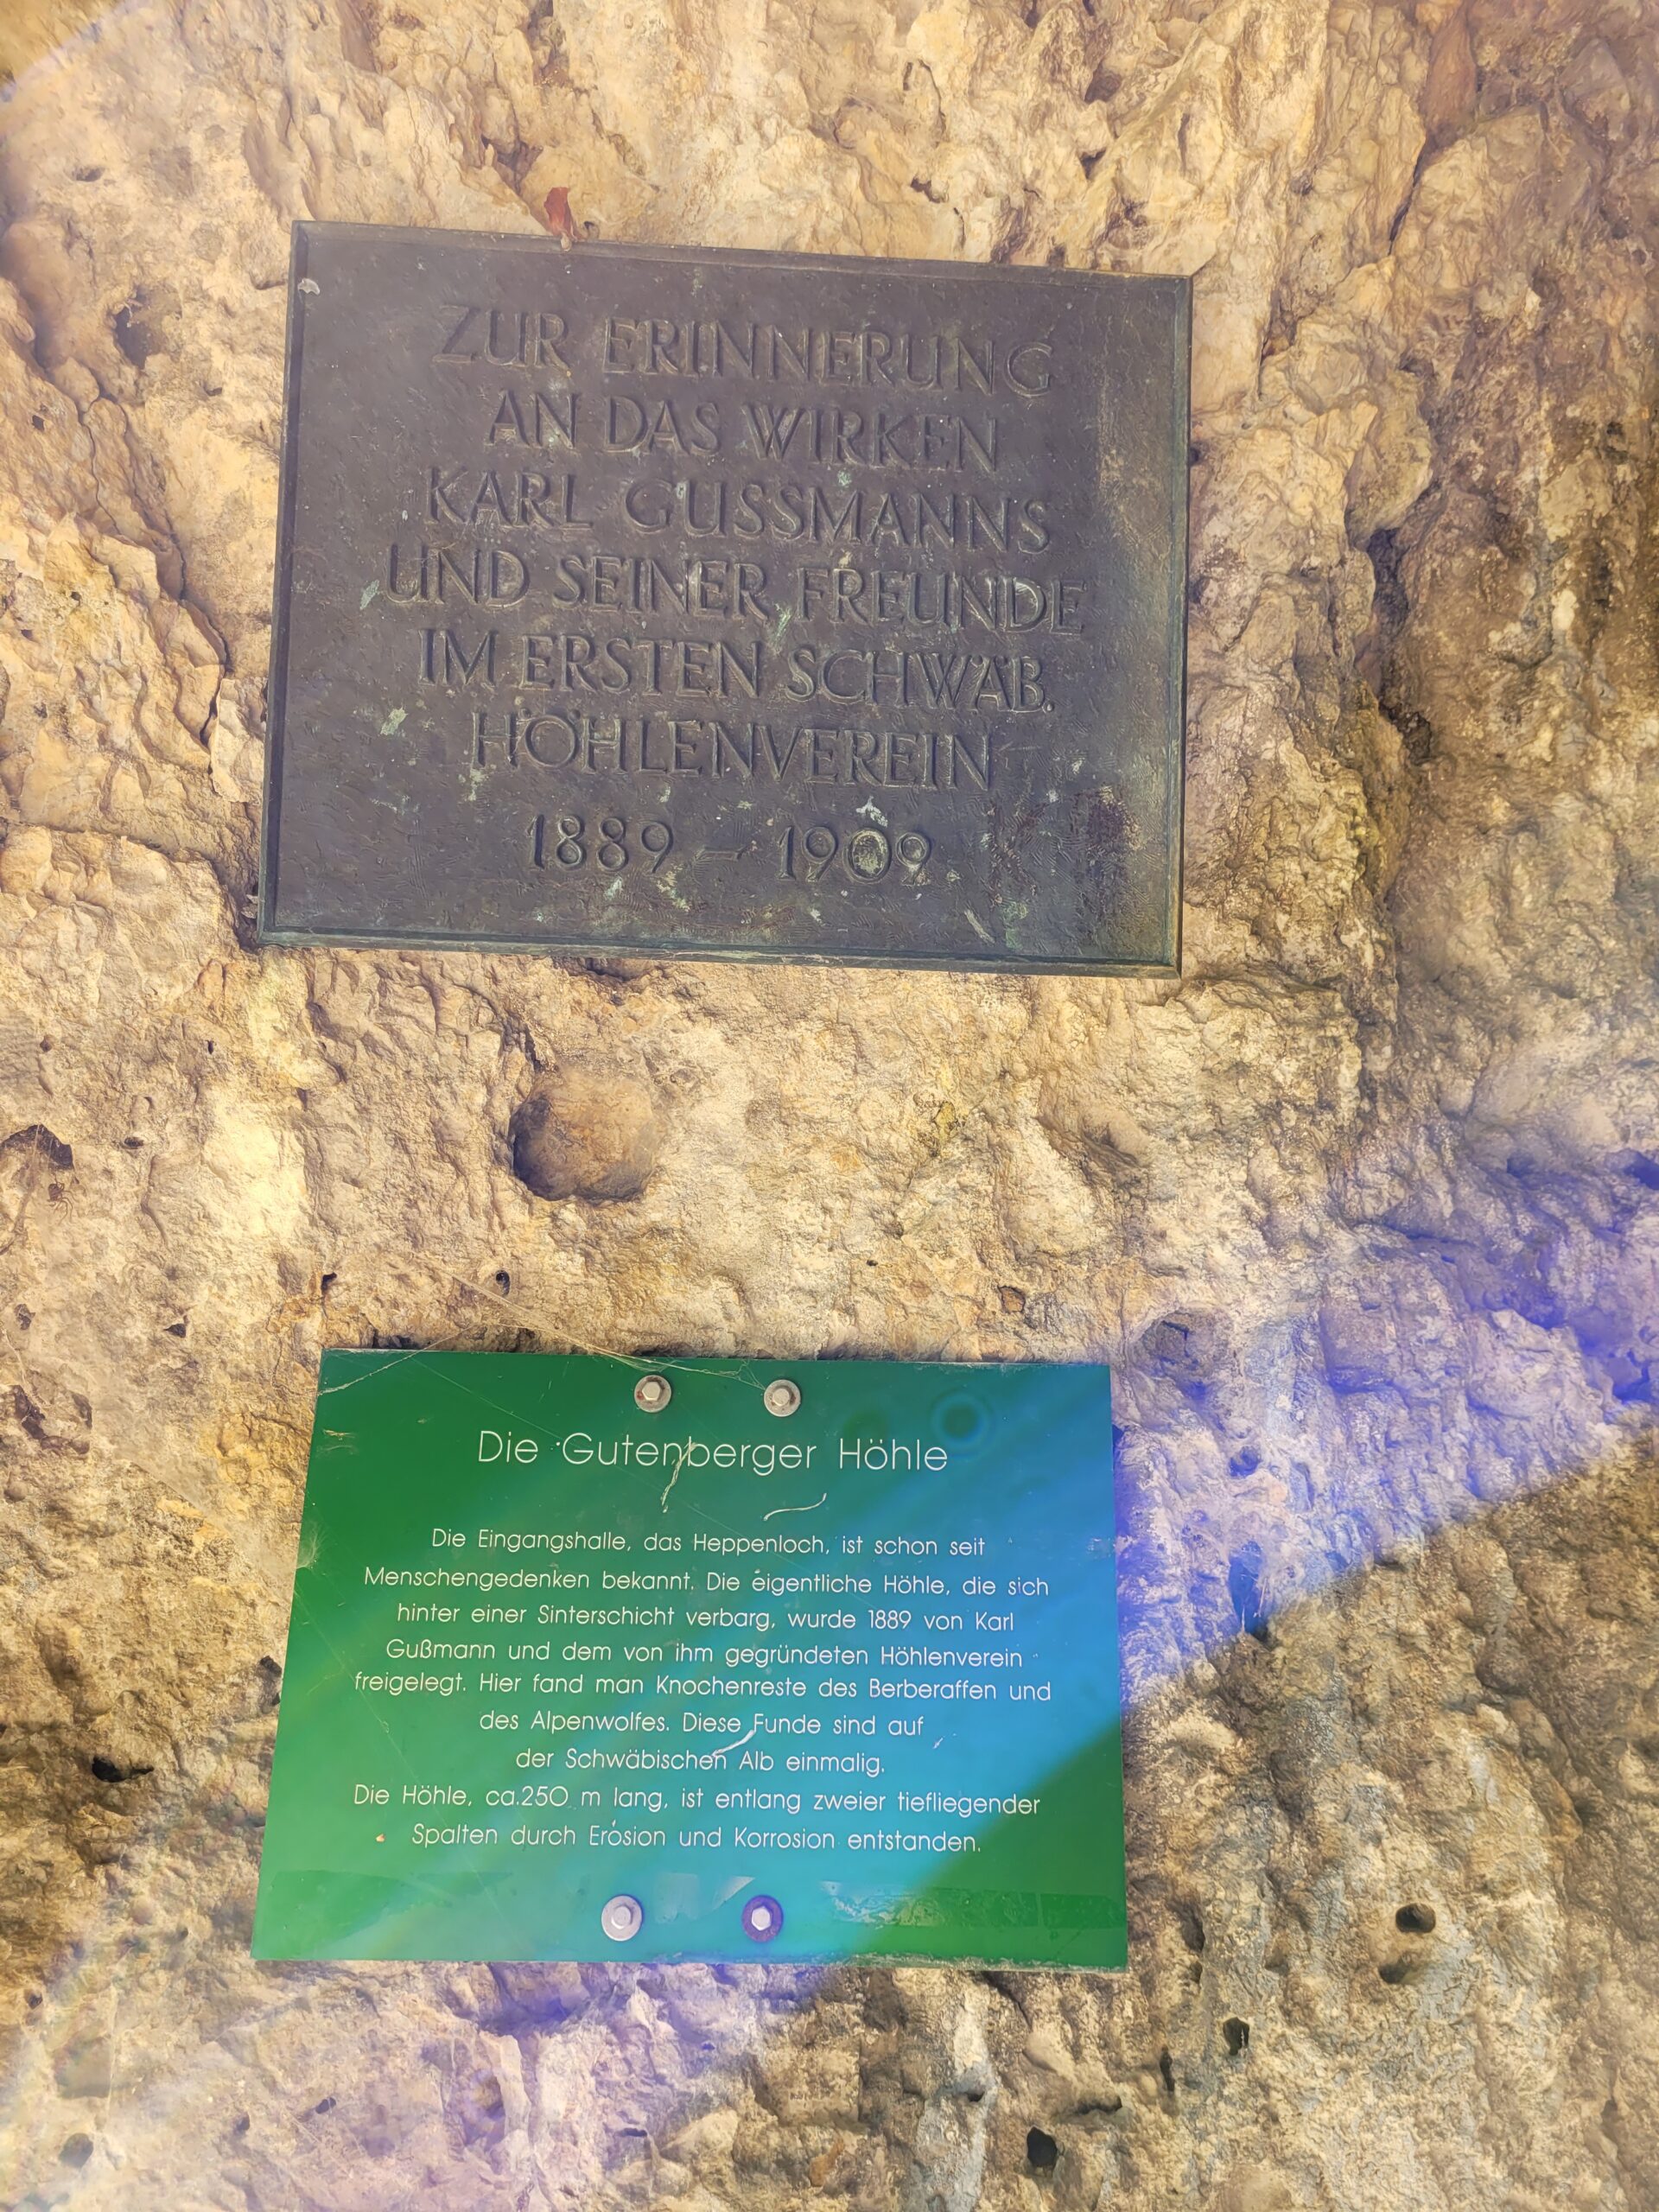 ZUR ERINNERUNG
AN DAS WIRKEN
KARL GUSSMANNS
UND SEINER FREUNDE
IM ERSTEN SCHWÄB.
HÖHLENVEREIN
1889 – 1909
Die Gutenberger Höhle
Die Eingangshalle, das Heppenloch, ist schon seit
Menschengedenken bekannt. Die eigentliche Höhle, die sich
hinter einer Sinterschicht verbarg, wurde 1889 von Karl
Gußmann und dem von ihm gegründeten Höhlenverein
freigelegt. Hier fand man Knochenreste des Berberaffen und
des Alpenwolfes. Diese Funde sind auf
der Schwäbischen Alb einmalig.
Die Höhle, ca.250 m lang, ist entlang zweier tiefliegender
Spalten durch Erosion und Korrosion entstanden.